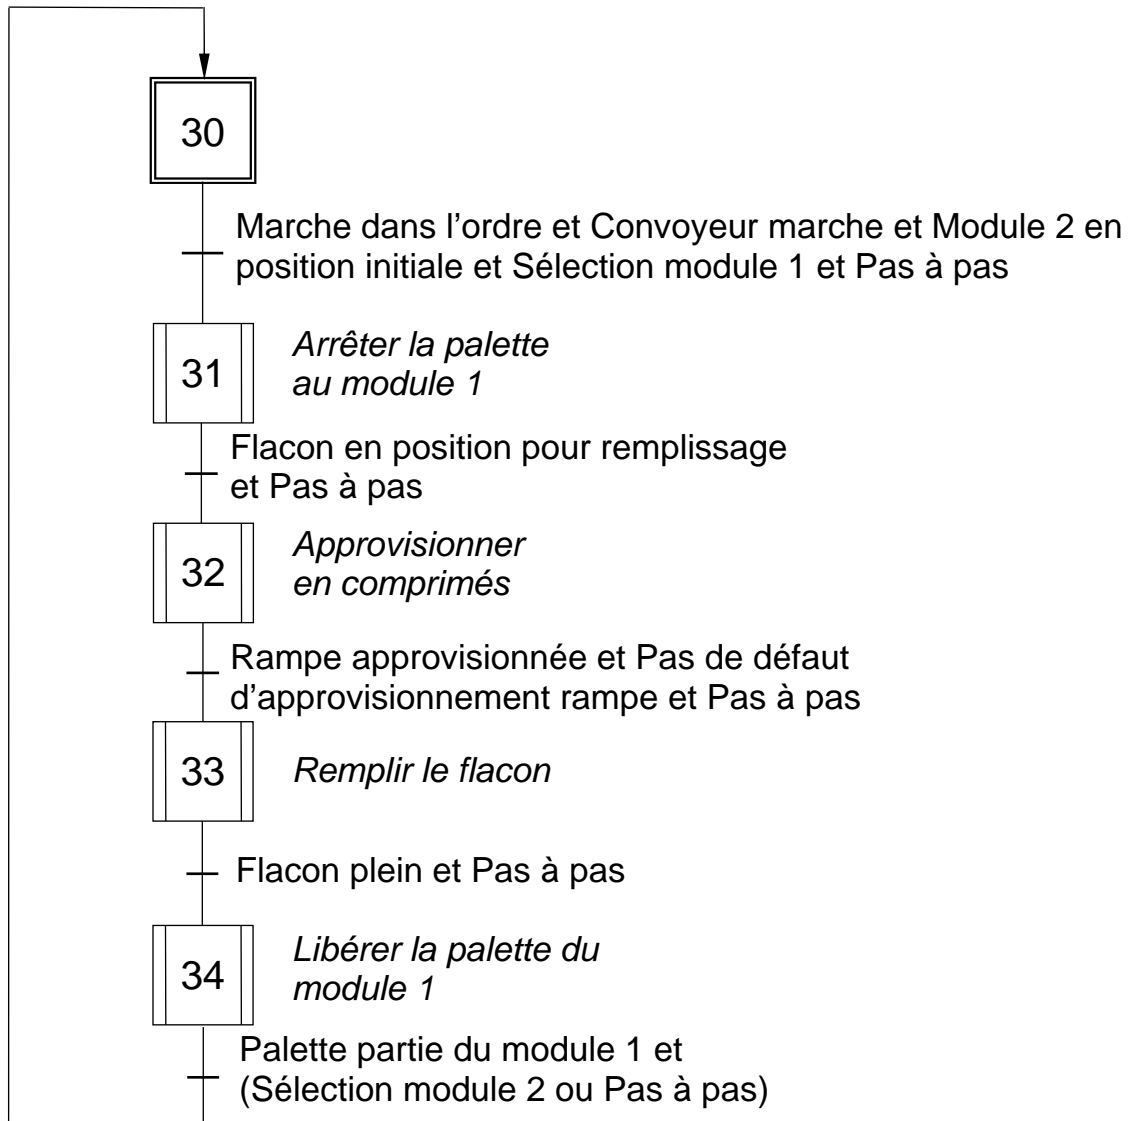 30
Marche dans l’ordre et Convoyeur marche et Module 2 en
position initiale et Sélection module 1 et Pas à pas
31
Arrêter la palette
au module 1
Flacon en position pour remplissage
et Pas à pas
32
Approvisionner
en comprimés
Rampe approvisionnée et Pas de défaut
d’approvisionnement rampe et Pas à pas
33
Remplir le flacon
Flacon plein et Pas à pas
34
Libérer la palette du
module 1
Palette partie du module 1 et
(Sélection module 2 ou Pas à pas)